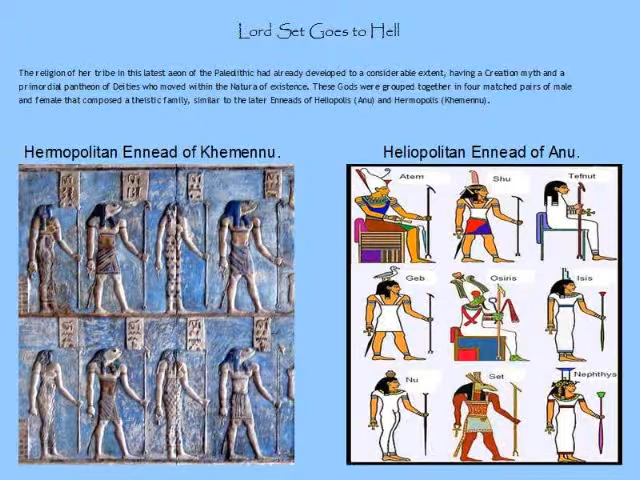 Lord Set Goes to Hell
The religion of her tribe in this latest aeon of the Paleolithic had already developed to a considerable extent, having a Creation myth and a
primordial pantheon of Deities who moved within the Natura of existence. These Gods were grouped together in four matched pairs of male
and female that composed a theistic family, similar to the later Enneads of Heliopolis (Anu) and Hermopolis (Khemennu).
Hermopolitan Ennead of Khemennu.
Heliopolitan Ennead of Anu.
Atem
Shu
Tefnut
Geb
Osiris
Isis
Nu
Set
Nephthys